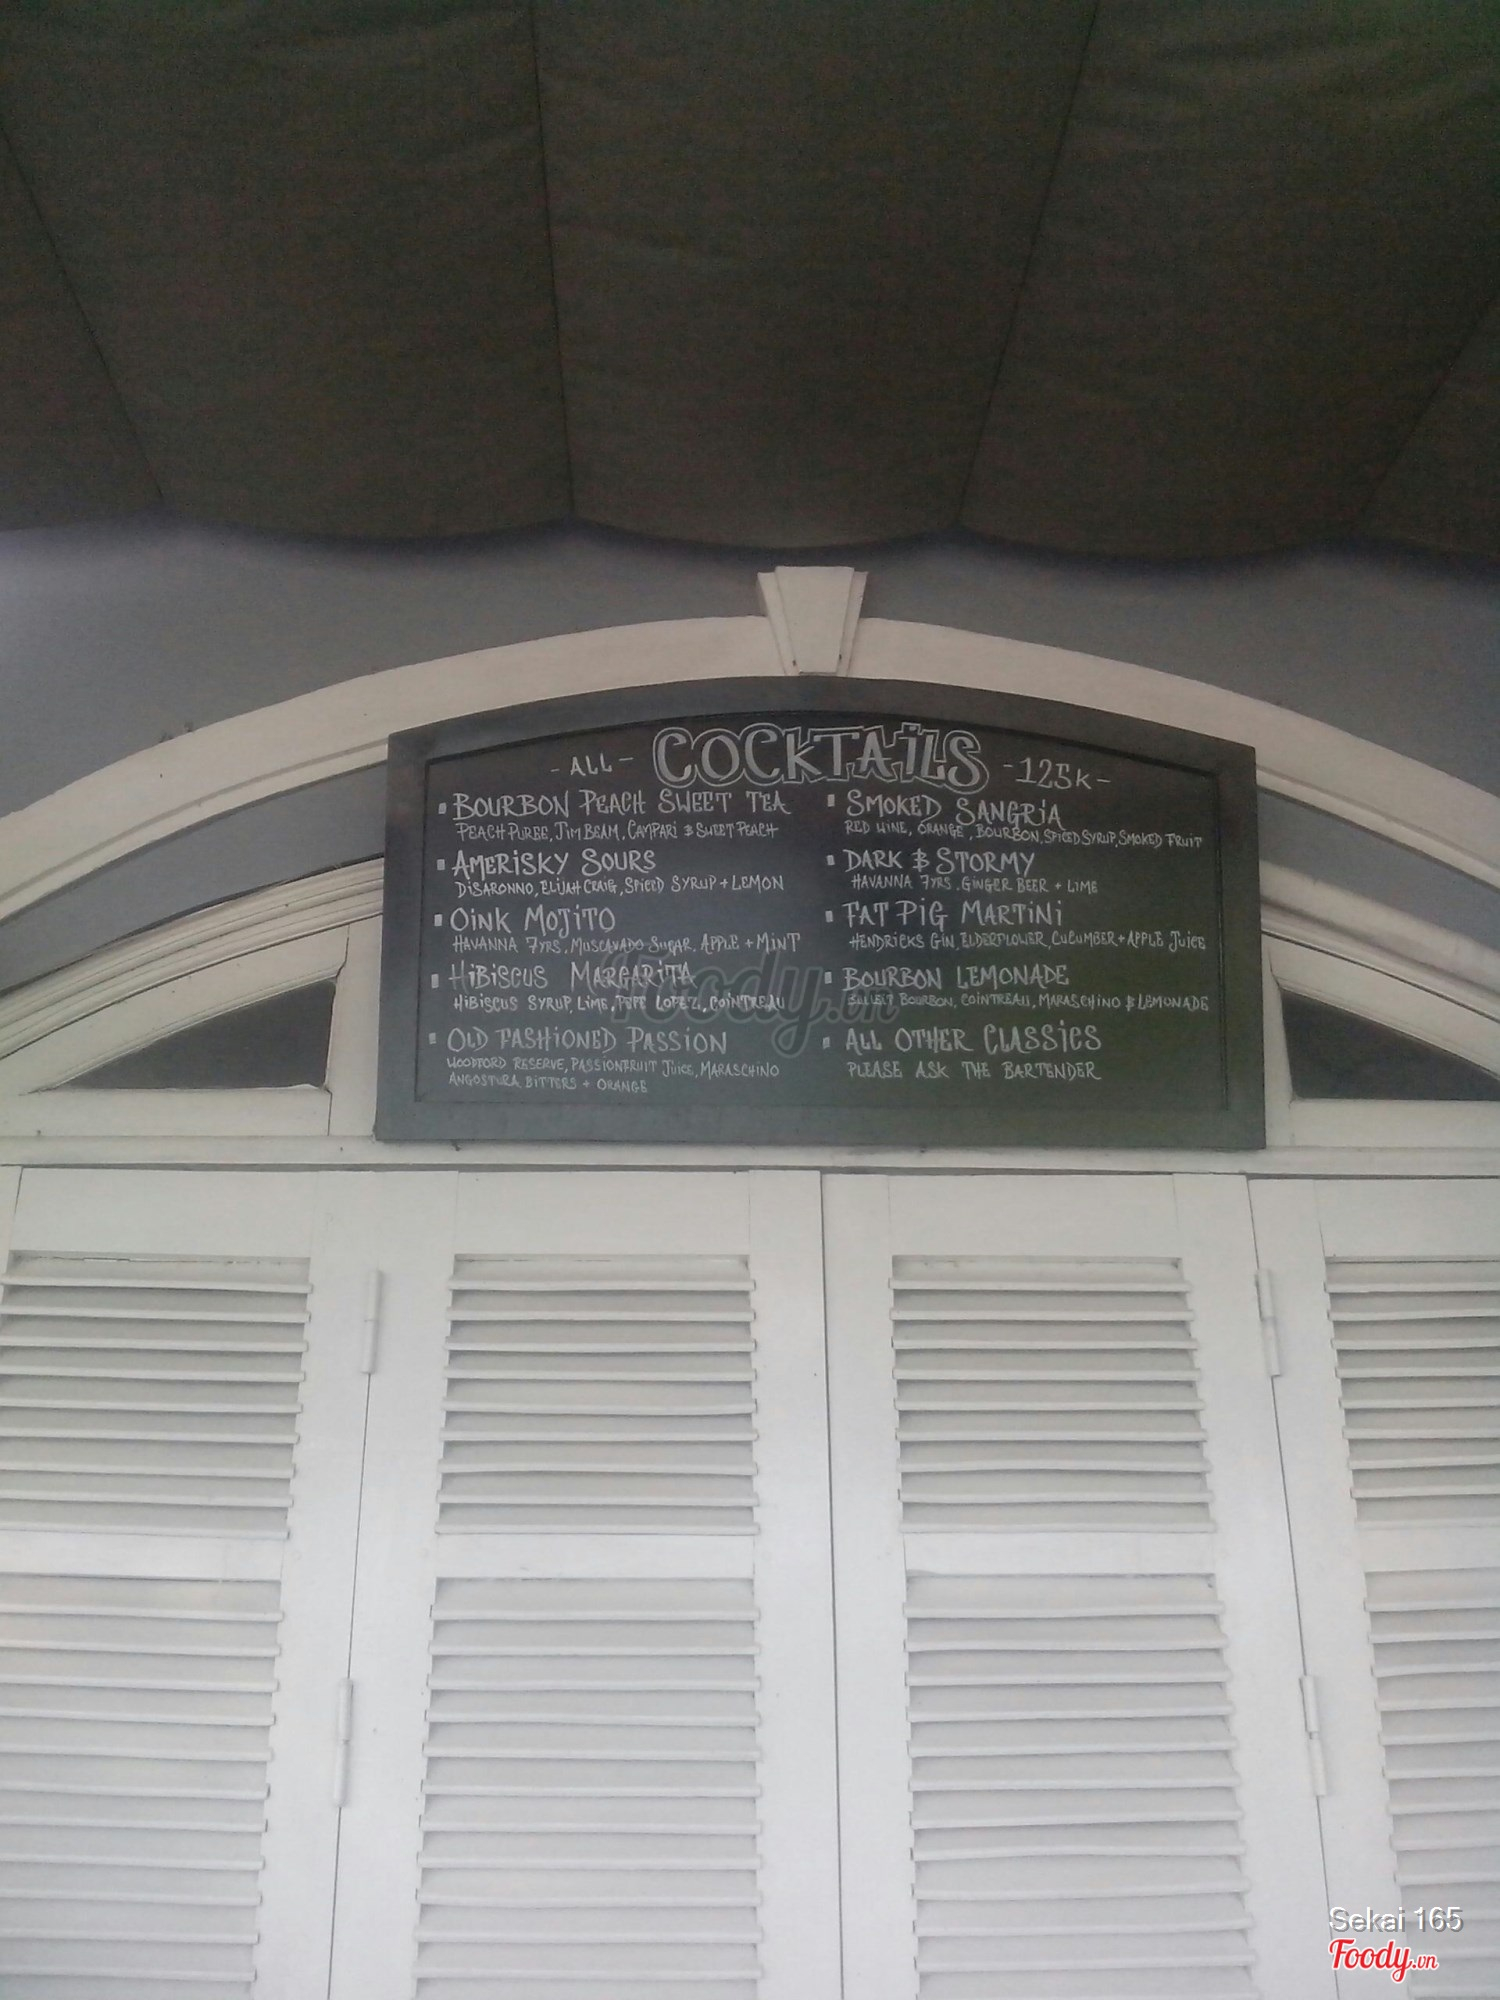 - ALL - COCKTAILS - 125K -
BOURBON PEACH SWEET TEA
PEACH PUREE, JIM BEAM, CAMPARI & SWEET PEACH
AMERISKY SOURS
DISARONNO, ELIJAH CRAIG, SPICED SYRUP + LEMON
OINK MOJITO
HAVANNA 7YRS, MUSCAVADO SUGAR, APPLE + MINT
HIBISCUS MARGARITA
HIBISCUS SYRUP, LIME, PEPE LOPEZ, COINTREAU
OLD FASHIONED PASSION
WOODFORD RESERVE, PASSIONFRUIT JUICE, MARASCHINO
ANGOSTURA BITTERS + ORANGE
SMOKED SANGRIA
RED WINE, ORANGE, BOURBON, SPICED SYRUP, SMOKED FRUIT
DARK & STORMY
HAVANNA 7YRS, GINGER BEER + LIME
FAT PIG MARTINI
HENDRICKS GIN, ELDERFLOWER, CUCUMBER + APPLE JUICE
BOURBON LEMONADE
BULLEIT BOURBON, COINTREAU, MARASCHINO & LEMONADE
ALL OTHER CLASSICS
PLEASE ASK THE BARTENDER
Foody.vn
Sekai 165
Foody.vn